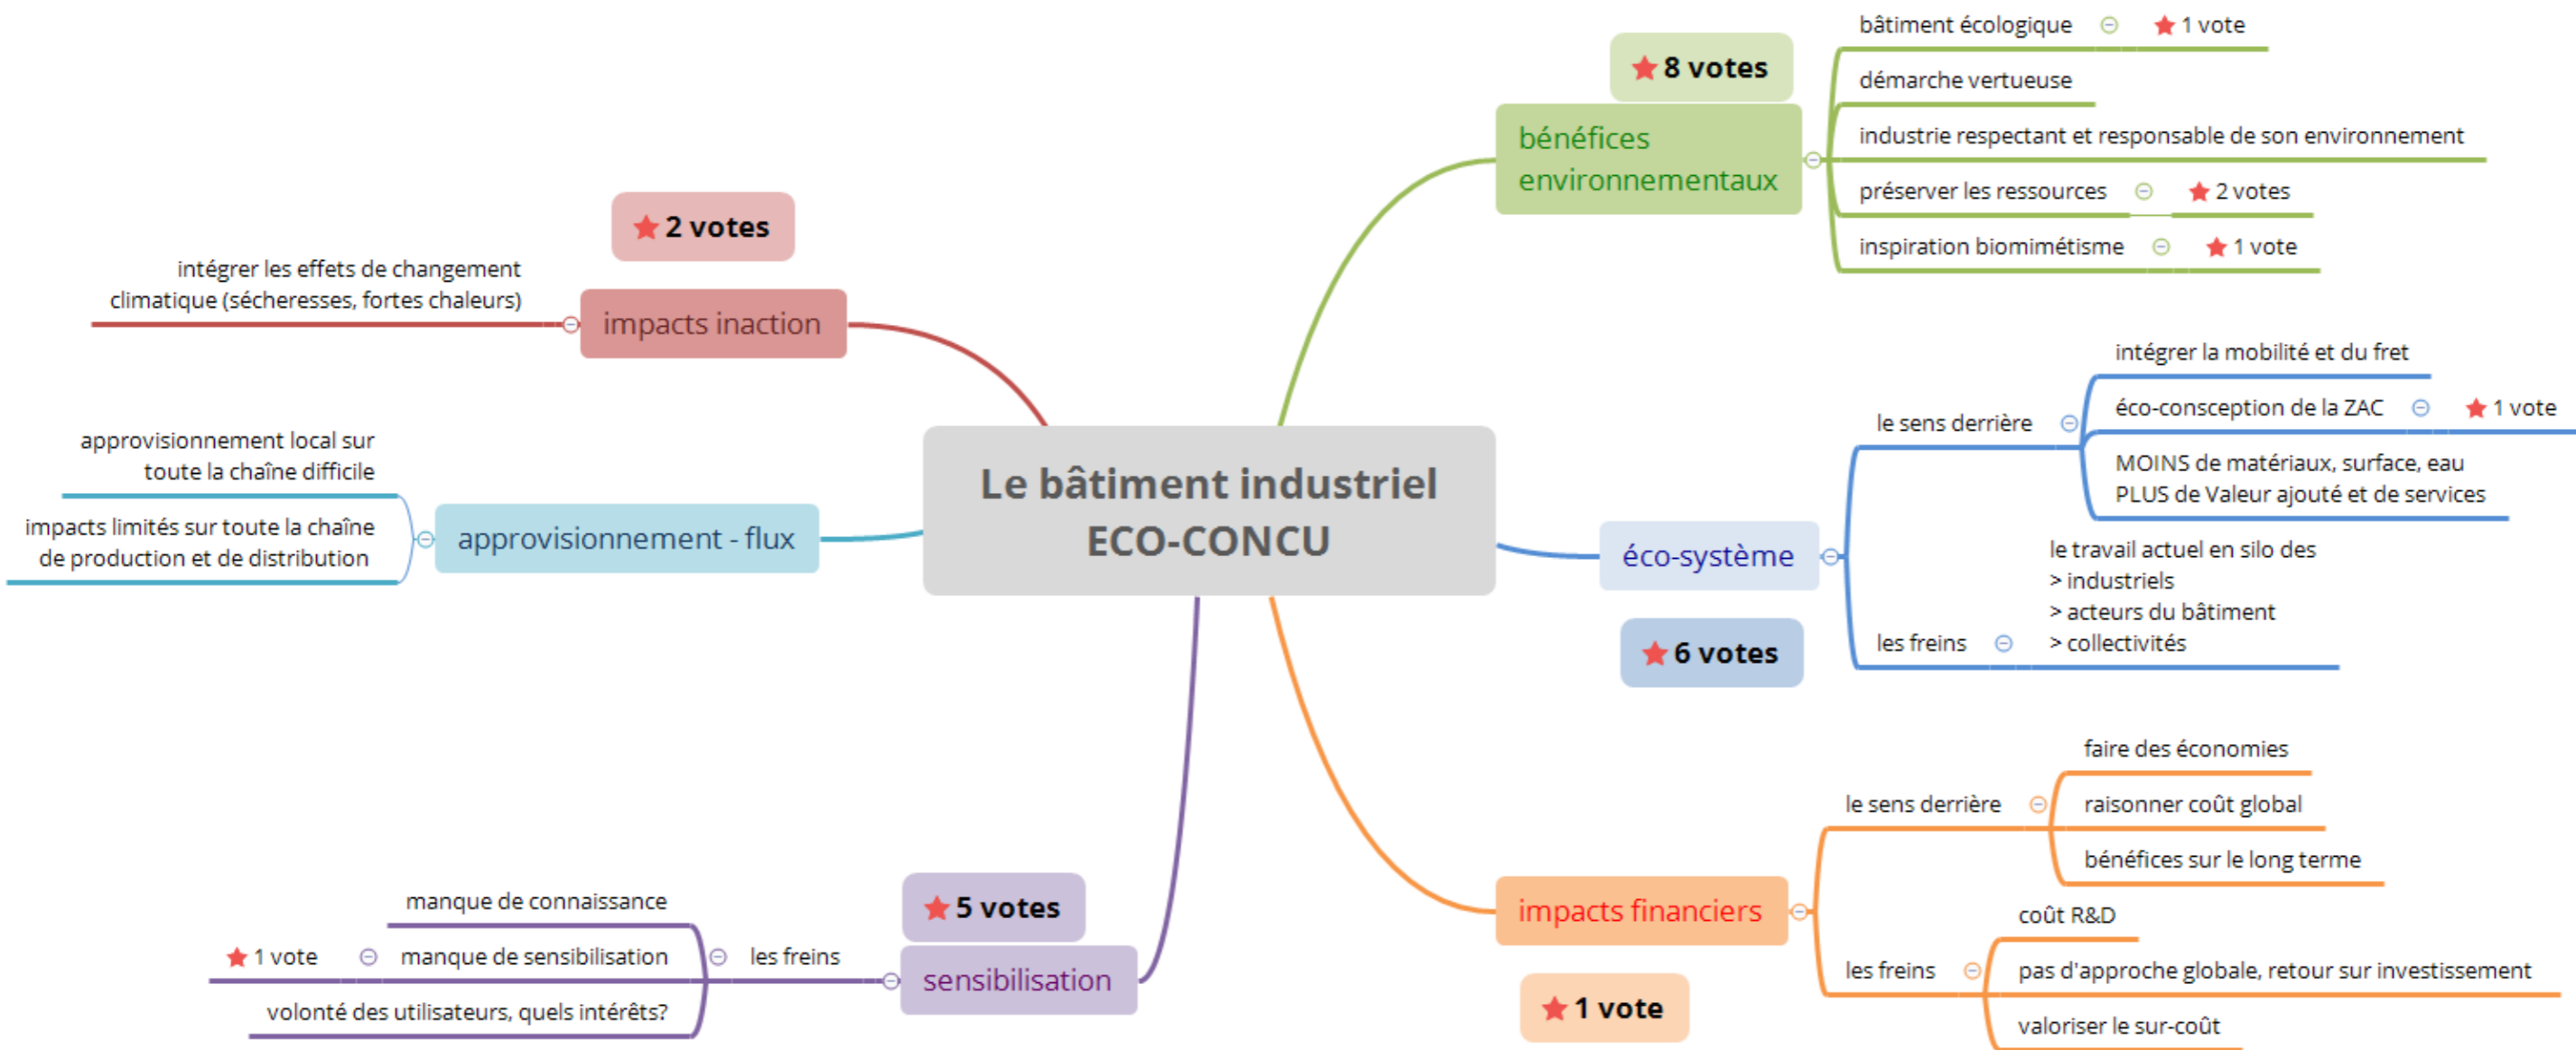 Le bâtiment industriel
ECO-CONCU
8 votes
bénéfices
environnementaux
bâtiment écologique
1 vote
démarche vertueuse
industrie respectant et responsable de son environnement
préserver les ressources
2 votes
inspiration biomimétisme
1 vote
éco-système
6 votes
le sens derrière
intégrer la mobilité et du fret
éco-consception de la ZAC
1 vote
MOINS de matériaux, surface, eau
PLUS de Valeur ajouté et de services
les freins
le travail actuel en silo des
> industriels
> acteurs du bâtiment
> collectivités
impacts financiers
1 vote
le sens derrière
faire des économies
raisonner coût global
bénéfices sur le long terme
les freins
coût R&D
pas d'approche globale, retour sur investissement
valoriser le sur-coût
2 votes
impacts inaction
intégrer les effets de changement
climatique (sécheresses, fortes chaleurs)
approvisionnement - flux
approvisionnement local sur
toute la chaîne difficile
impacts limités sur toute la chaîne
de production et de distribution
5 votes
sensibilisation
les freins
manque de connaissance
manque de sensibilisation
1 vote
volonté des utilisateurs, quels intérêts?